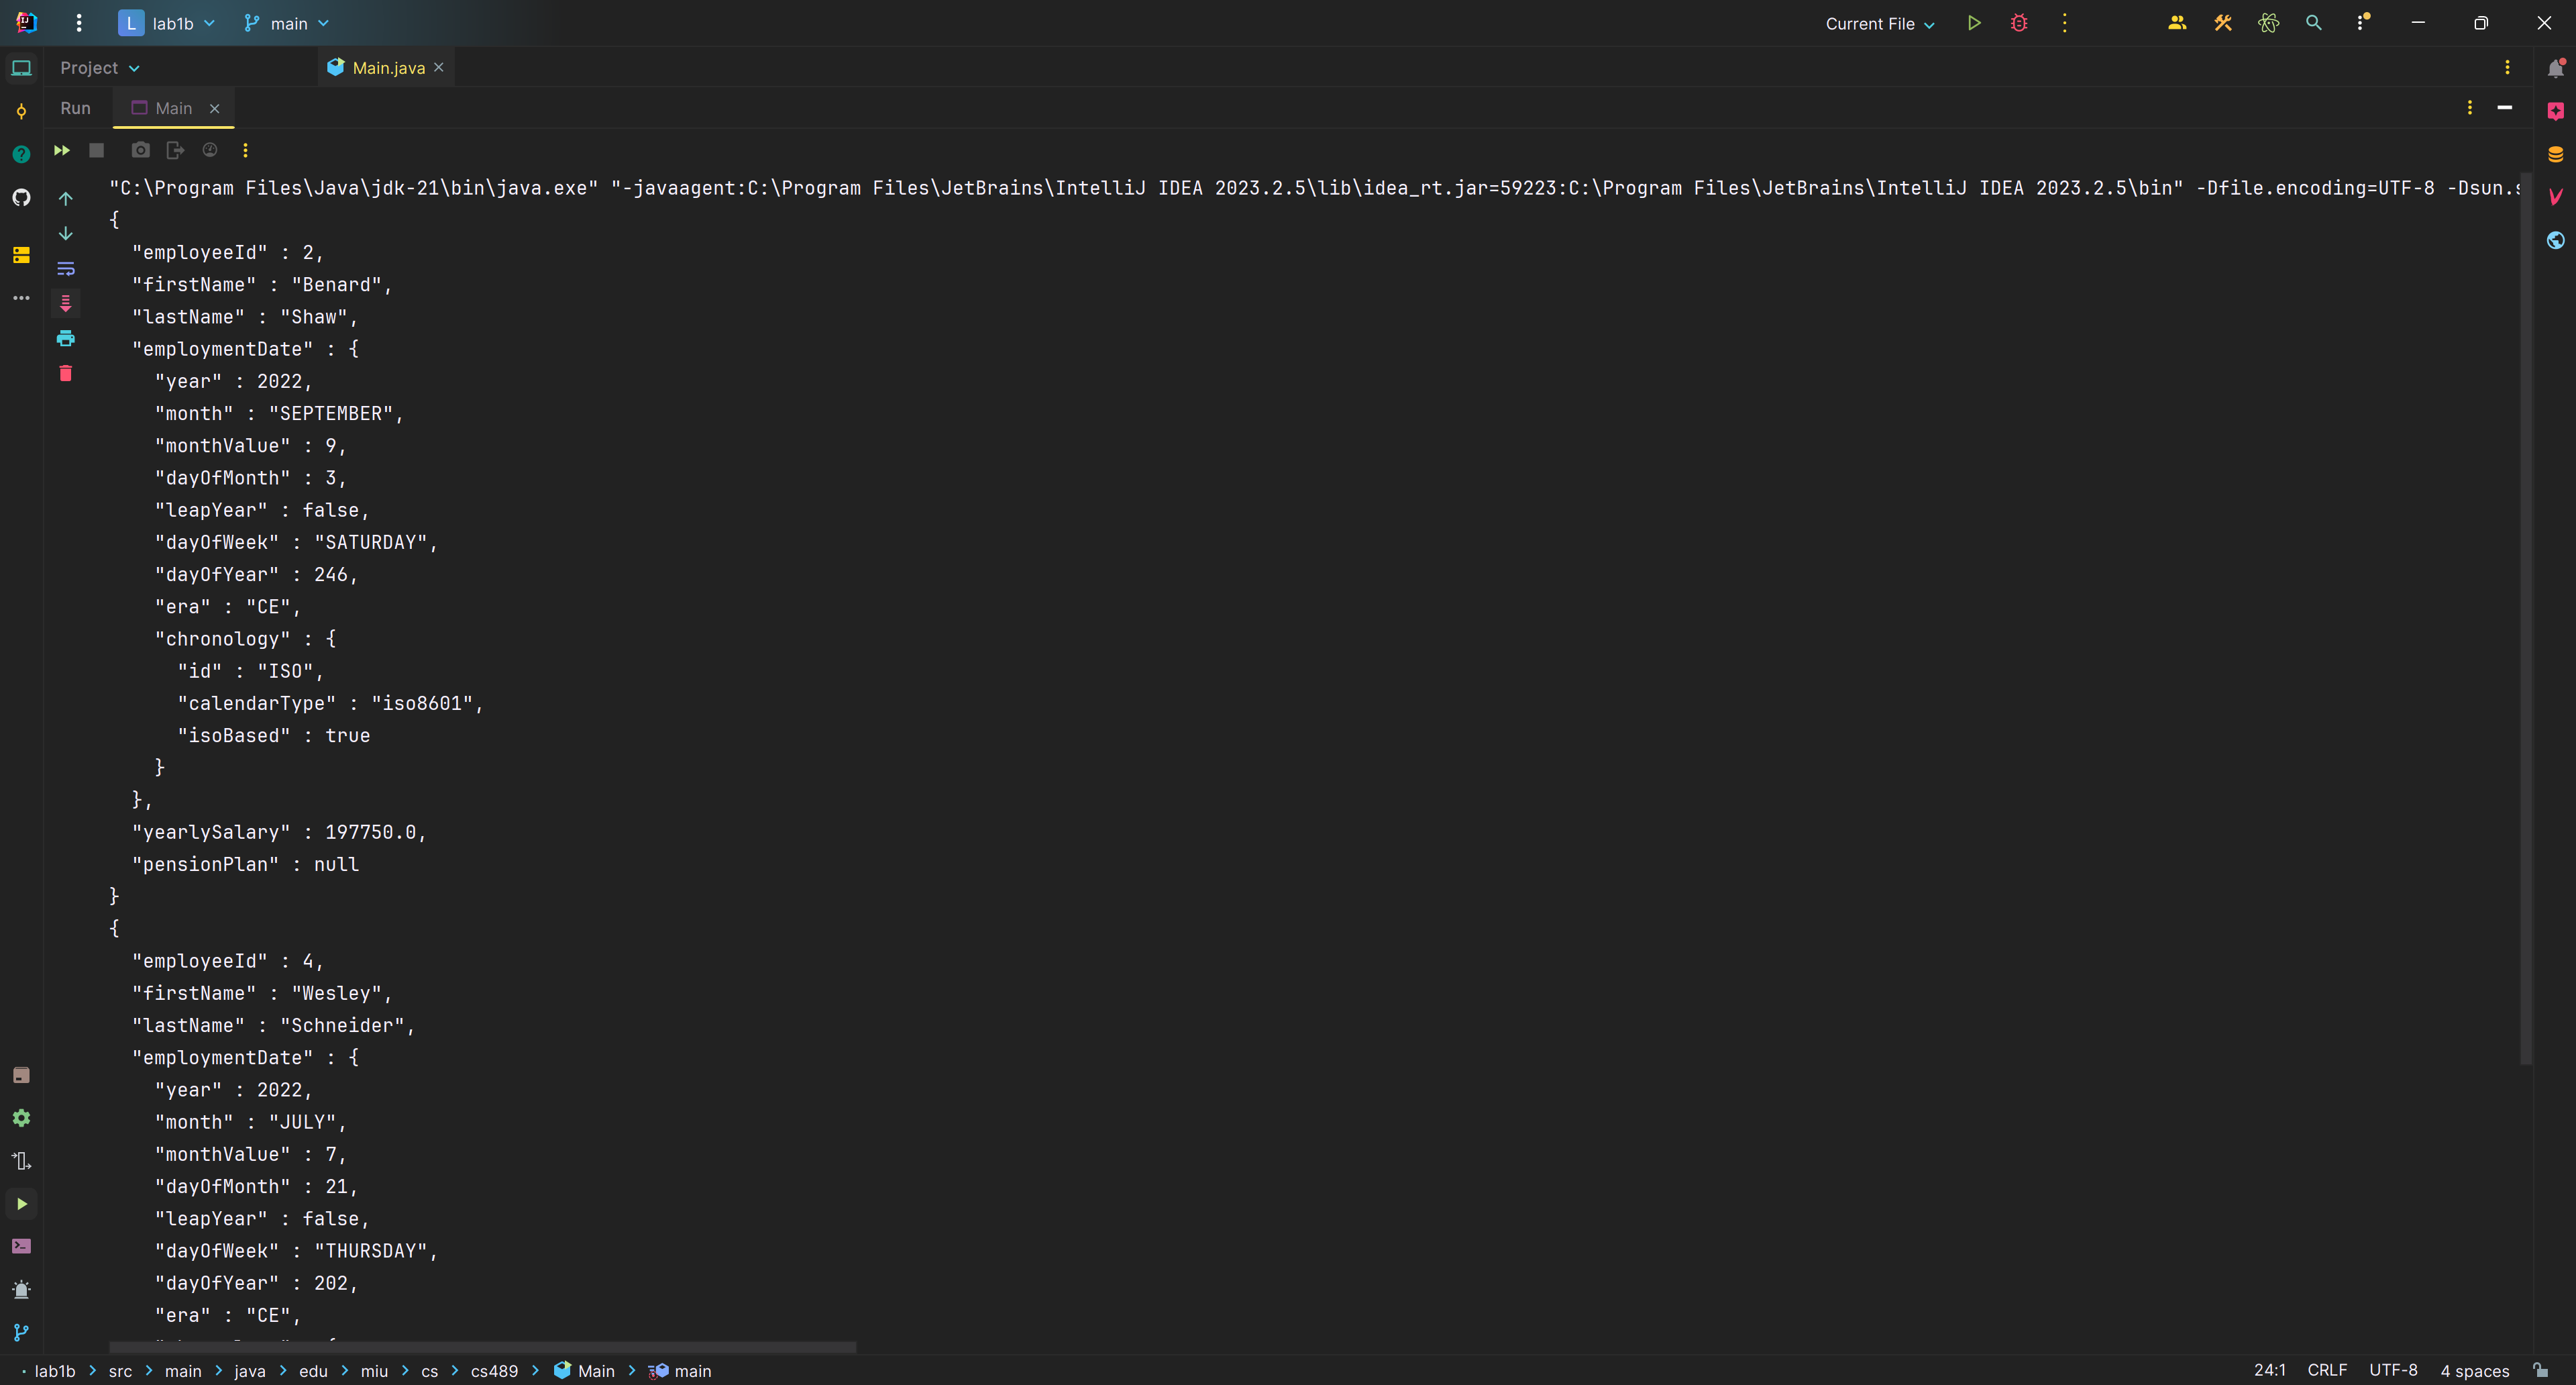 L lab1b main Current File
Project Main.java
Run Main
"C:\Program Files\Java\jdk-21\bin\java.exe" "-javaagent:C:\Program Files\JetBrains\IntelliJ IDEA 2023.2.5\lib\idea_rt.jar=59223:C:\Program Files\JetBrains\IntelliJ IDEA 2023.2.5\bin" -Dfile.encoding=UTF-8 -Dsun.s
{
"employeeId" : 2,
"firstName" : "Benard",
"lastName" : "Shaw",
"employmentDate" : {
"year" : 2022,
"month" : "SEPTEMBER",
"monthValue" : 9,
"dayOfMonth" : 3,
"leapYear" : false,
"dayOfWeek" : "SATURDAY",
"dayOfYear" : 246,
"era" : "CE",
"chronology" : {
"id" : "ISO",
"calendarType" : "iso8601",
"isoBased" : true
}
},
"yearlySalary" : 197750.0,
"pensionPlan" : null
}
{
"employeeId" : 4,
"firstName" : "Wesley",
"lastName" : "Schneider",
"employmentDate" : {
"year" : 2022,
"month" : "JULY",
"monthValue" : 7,
"dayOfMonth" : 21,
"leapYear" : false,
"dayOfWeek" : "THURSDAY",
"dayOfYear" : 202,
"era" : "CE",
lab1b > src > main > java > edu > miu > cs > cs489 > Main > main 24:1 CRLF UTF-8 4 spaces